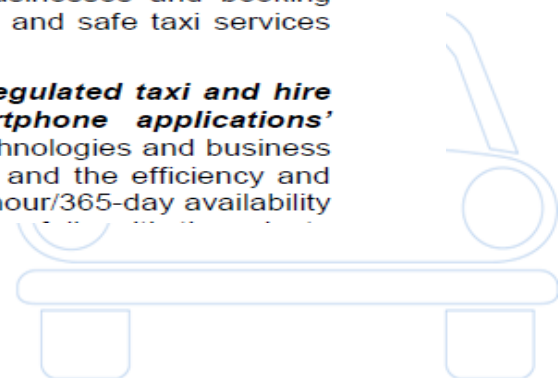 and safe taxi services
egulated taxi and hire
rtphone applications'
hnologies and business
and the efficiency and
hour/365-day availability